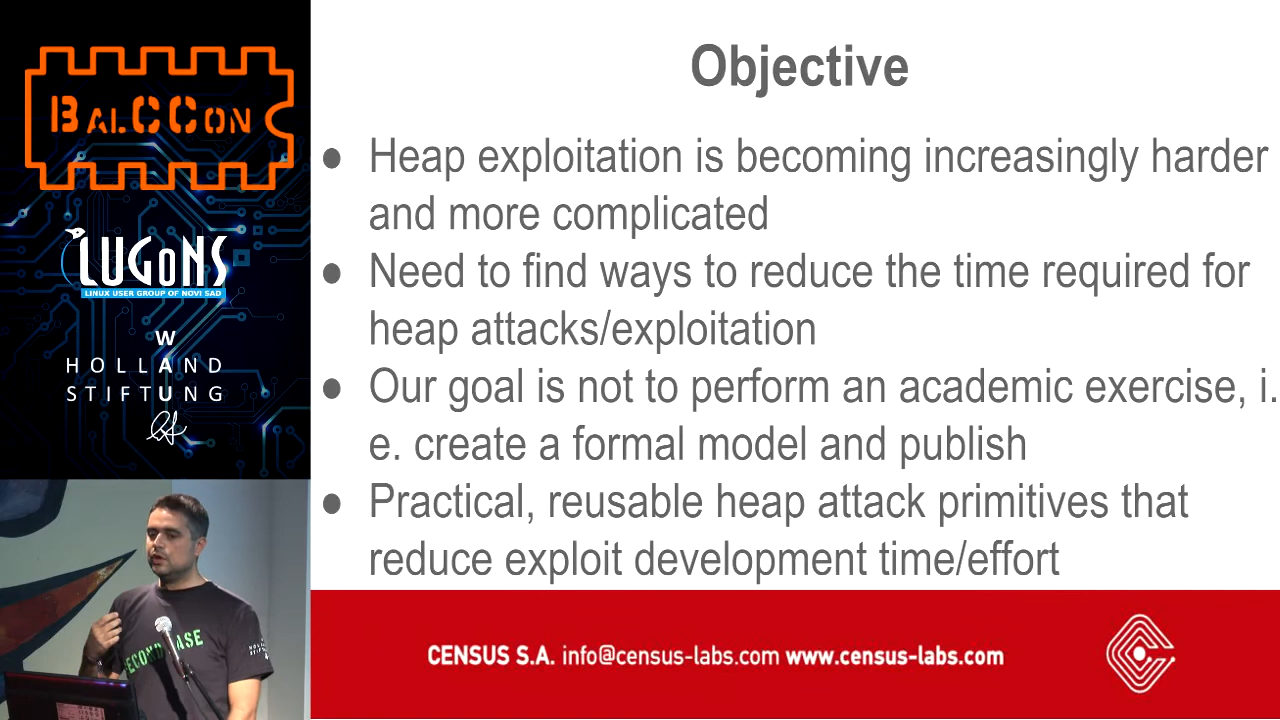 BALCCON
LUGONS
LINUX USER GROUP OF NOVI SAD
W
HOLLAND
STIFTUNG
Objective
● Heap exploitation is becoming increasingly harder
and more complicated
● Need to find ways to reduce the time required for
heap attacks/exploitation
● Our goal is not to perform an academic exercise, i.
e. create a formal model and publish
● Practical, reusable heap attack primitives that
reduce exploit development time/effort
CENSUS S.A. info@census-labs.com www.census-labs.com